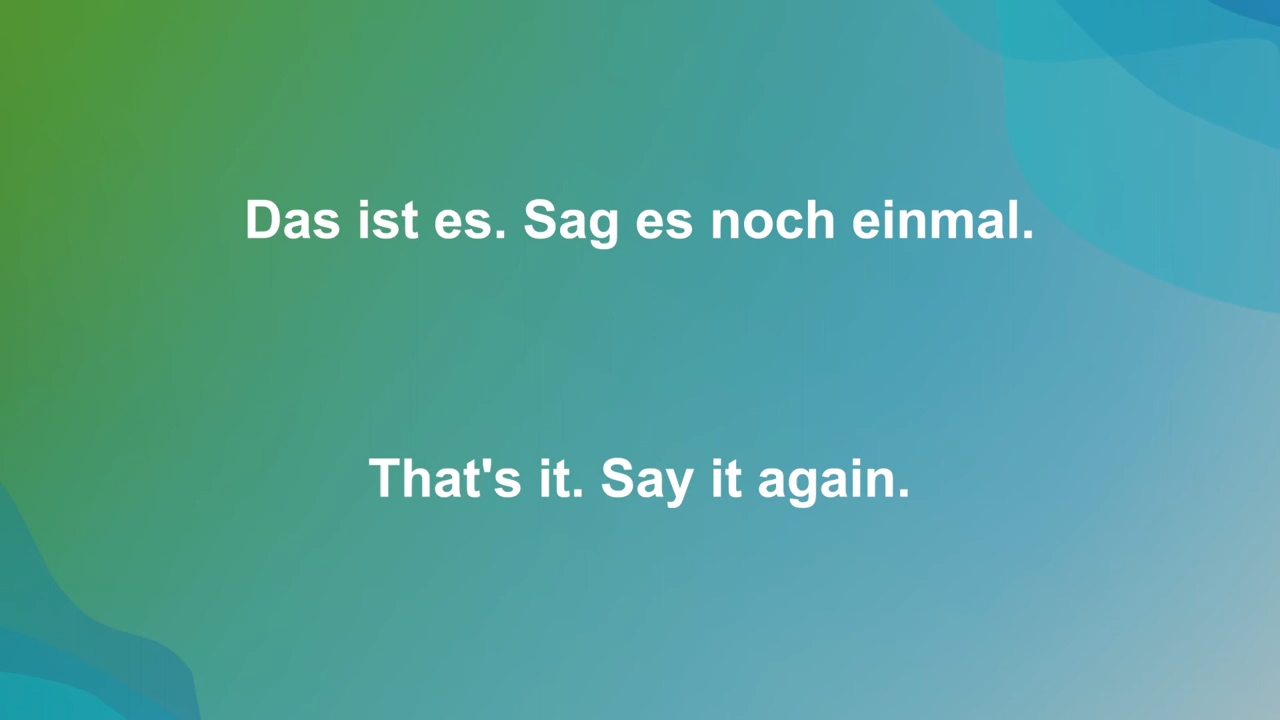 Das ist es. Sag es noch einmal.
That's it. Say it again.